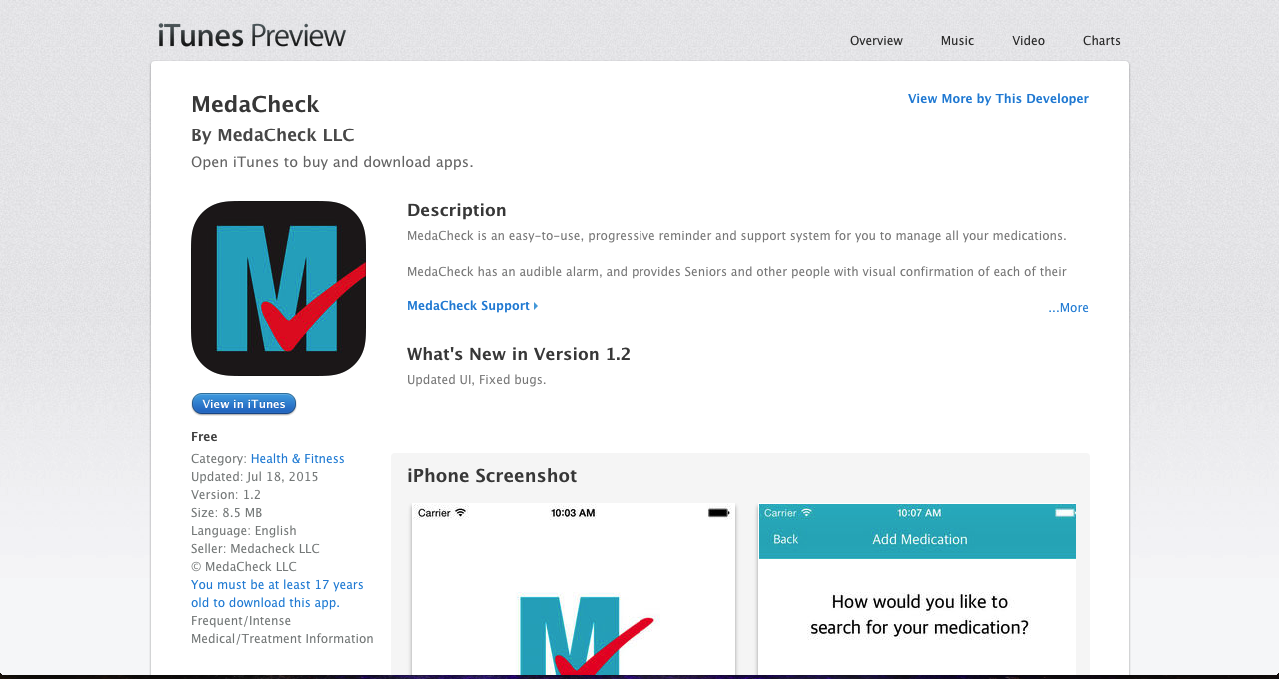 iTunes Preview
Overview Music Video Charts
MedaCheck
View More by This Developer
By MedaCheck LLC
Open iTunes to buy and download apps.
Description
MedaCheck is an easy-to-use, progressive reminder and support system for you to manage all your medications.
MedaCheck has an audible alarm, and provides Seniors and other people with visual confirmation of each of their
MedaCheck Support
...More
What's New in Version 1.2
Updated UI, Fixed bugs.
M
View in iTunes
Free
Category: Health & Fitness
Updated: Jul 18, 2015
Version: 1.2
Size: 8.5 MB
Language: English
Seller: Medacheck LLC
© MedaCheck LLC
You must be at least 17 years
old to download this app.
Frequent/Intense
Medical/Treatment Information
iPhone Screenshot
Carrier 10:03 AM
M
Carrier 10:07 AM
Back Add Medication
How would you like to
search for your medication?